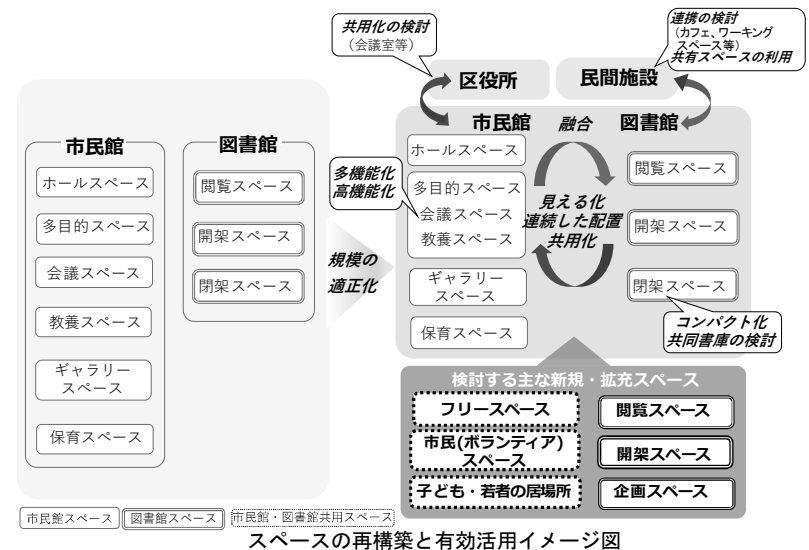 共用化の検討
（会議室等）
連携の検討
（カフェ、ワーキング
スペース等）
共有スペースの利用
区役所
民間施設
市民館
ホールスペース
多目的スペース
会議スペース
教養スペース
ギャラリー
スペース
保育スペース
図書館
閲覧スペース
開架スペース
閉架スペース
規模の
適正化
市民館
融合
図書館
多機能化
高機能化
ホールスペース
多目的スペース
会議スペース
教養スペース
ギャラリー
スペース
保育スペース
見える化
連続した配置
共用化
閲覧スペース
開架スペース
閉架スペース
コンパクト化
共同書庫の検討
検討する主な新規・拡充スペース
フリースペース
市民(ボランティア)
スペース
子ども・若者の居場所
閲覧スペース
開架スペース
企画スペース
市民館スペース
図書館スペース
市民館・図書館共用スペース
スペースの再構築と有効活用イメージ図